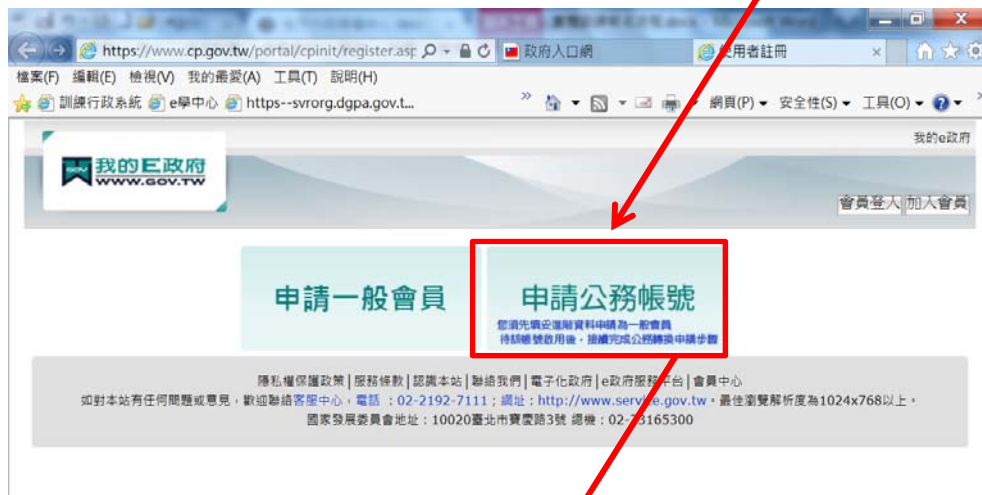 https://www.cp.gov.tw/portal/cpinit/register.asp
政府入口網
使用者註冊
檔案(F) 編輯(E) 檢視(V) 我的最愛(A) 工具(T) 說明(H)
訓練行政系統 e學中心 https--svrorg.dgpa.gov.t... 網頁(P) 安全性(S) 工具(O)
我的e政府
我的E政府
WWW.GOV.TW
會員登入 加入會員
申請一般會員
申請公務帳號
您須先填妥進階資料申請為一般會員
待該帳號啟用後,接續完成公務轉換申請步驟
隱私權保護政策|服務條款|認識本站|聯絡我們|電子化政府|e政府服務平台|會員中心
如對本站有任何問題或意見,歡迎聯絡客服中心,電話 :02-2192-7111;網址:http://www.service.gov.tw。最佳瀏覽解析度為1024x768以上。
國家發展委員會地址:10020臺北市寶慶路3號 總機:02-23165300